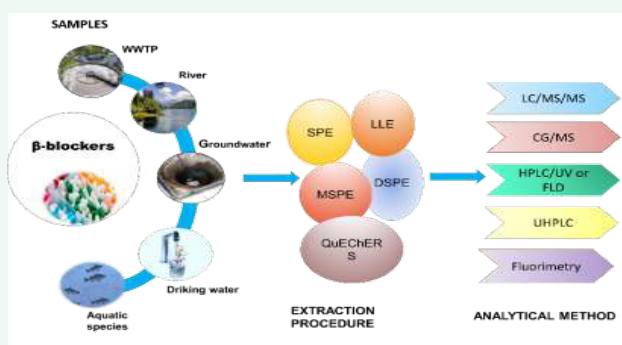 SAMPLES
WWTP
River
Groundwater
β-blockers
Driking water
Aquatic
species
SPE
LLE
MSPE
DSPE
QuEChER
S
EXTRACTION
PROCEDURE
LC/MS/MS
CG/MS
HPLC/UV or
FLD
UHPLC
Fluorimetry
ANALYTICAL METHOD